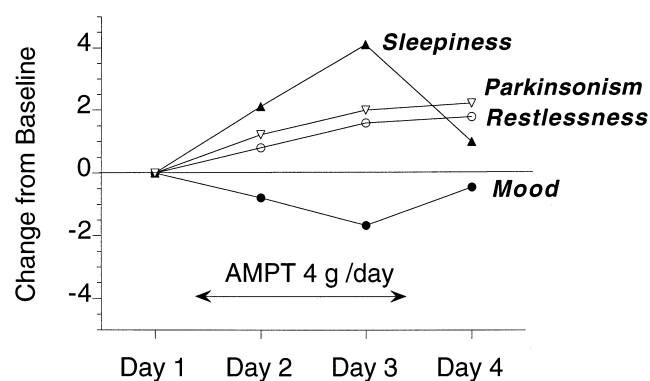 4
Sleepiness
Parkinsonism
2
Restlessness
Change from Baseline
0
Mood
-2
AMPT 4 g /day
-4
Day 1 Day 2 Day 3 Day 4